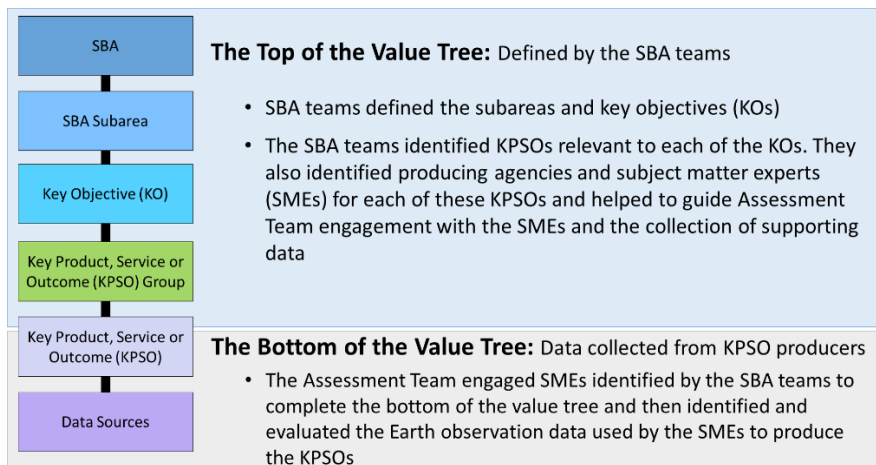 SBA
SBA Subarea
Key Objective (KO)
Key Product, Service or
Outcome (KPSO) Group
Key Product, Service or
Outcome (KPSO)
Data Sources
The Top of the Value Tree: Defined by the SBA teams
• SBA teams defined the subareas and key objectives (KOs)
• The SBA teams identified KPSOs relevant to each of the KOs. They
also identified producing agencies and subject matter experts
(SMEs) for each of these KPSOs and helped to guide Assessment
Team engagement with the SMEs and the collection of supporting
data
The Bottom of the Value Tree: Data collected from KPSO producers
• The Assessment Team engaged SMEs identified by the SBA teams to
complete the bottom of the value tree and then identified and
evaluated the Earth observation data used by the SMEs to produce
the KPSOs